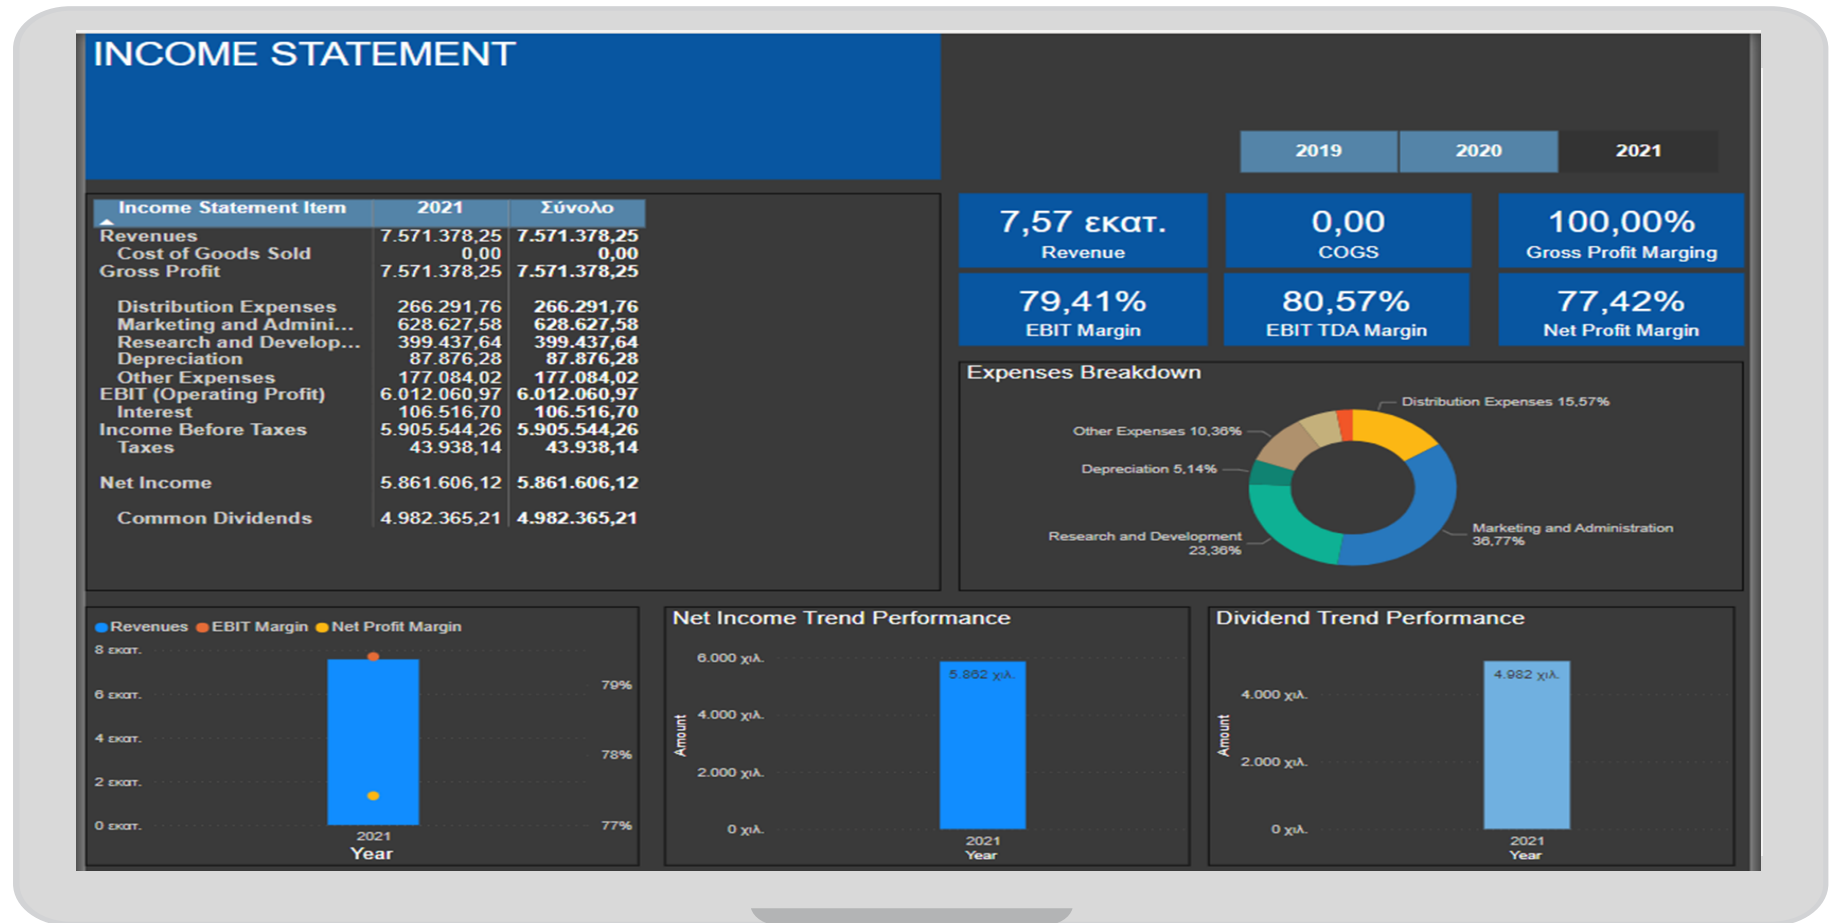 INCOME STATEMENT
2019 2020 2021
Income Statement Item 2021 Σύνολο
Revenues 7.571.378,25 7.571.378,25
Cost of Goods Sold 0,00 0,00
Gross Profit 7.571.378,25 7.571.378,25
Distribution Expenses 266.291,76 266.291,76
Marketing and Admini... 628.627,58 628.627,58
Research and Develop... 399.437,64 399.437,64
Depreciation 87.876,28 87.876,28
Other Expenses 177.084,02 177.084,02
EBIT (Operating Profit) 6.012.060,97 6.012.060,97
Interest 106.516,70 106.516,70
Income Before Taxes 5.905.544,26 5.905.544,26
Taxes 43.938,14 43.938,14
Net Income 5.861.606,12 5.861.606,12
Common Dividends 4.982.365,21 4.982.365,21
7,57 εκατ.
Revenue
0,00
COGS
100,00%
Gross Profit Marging
79,41%
EBIT Margin
80,57%
EBIT TDA Margin
77,42%
Net Profit Margin
Expenses Breakdown
Distribution Expenses 15,57%
Other Expenses 10,36%
Depreciation 5,14%
Research and Development
23,36%
Marketing and Administration
36,77%
Revenues EBIT Margin Net Profit Margin
8 εκατ.
6 εκατ.
4 εκατ.
2 εκατ.
0 εκατ.
79%
78%
77%
2021
Year
Net Income Trend Performance
Amount
6.000 χιλ.
4.000 χιλ.
2.000 χιλ.
0 χιλ.
5.862 χιλ.
2021
Year
Dividend Trend Performance
Amount
4.000 χιλ.
2.000 χιλ.
0 χιλ.
4.982 χιλ.
2021
Year